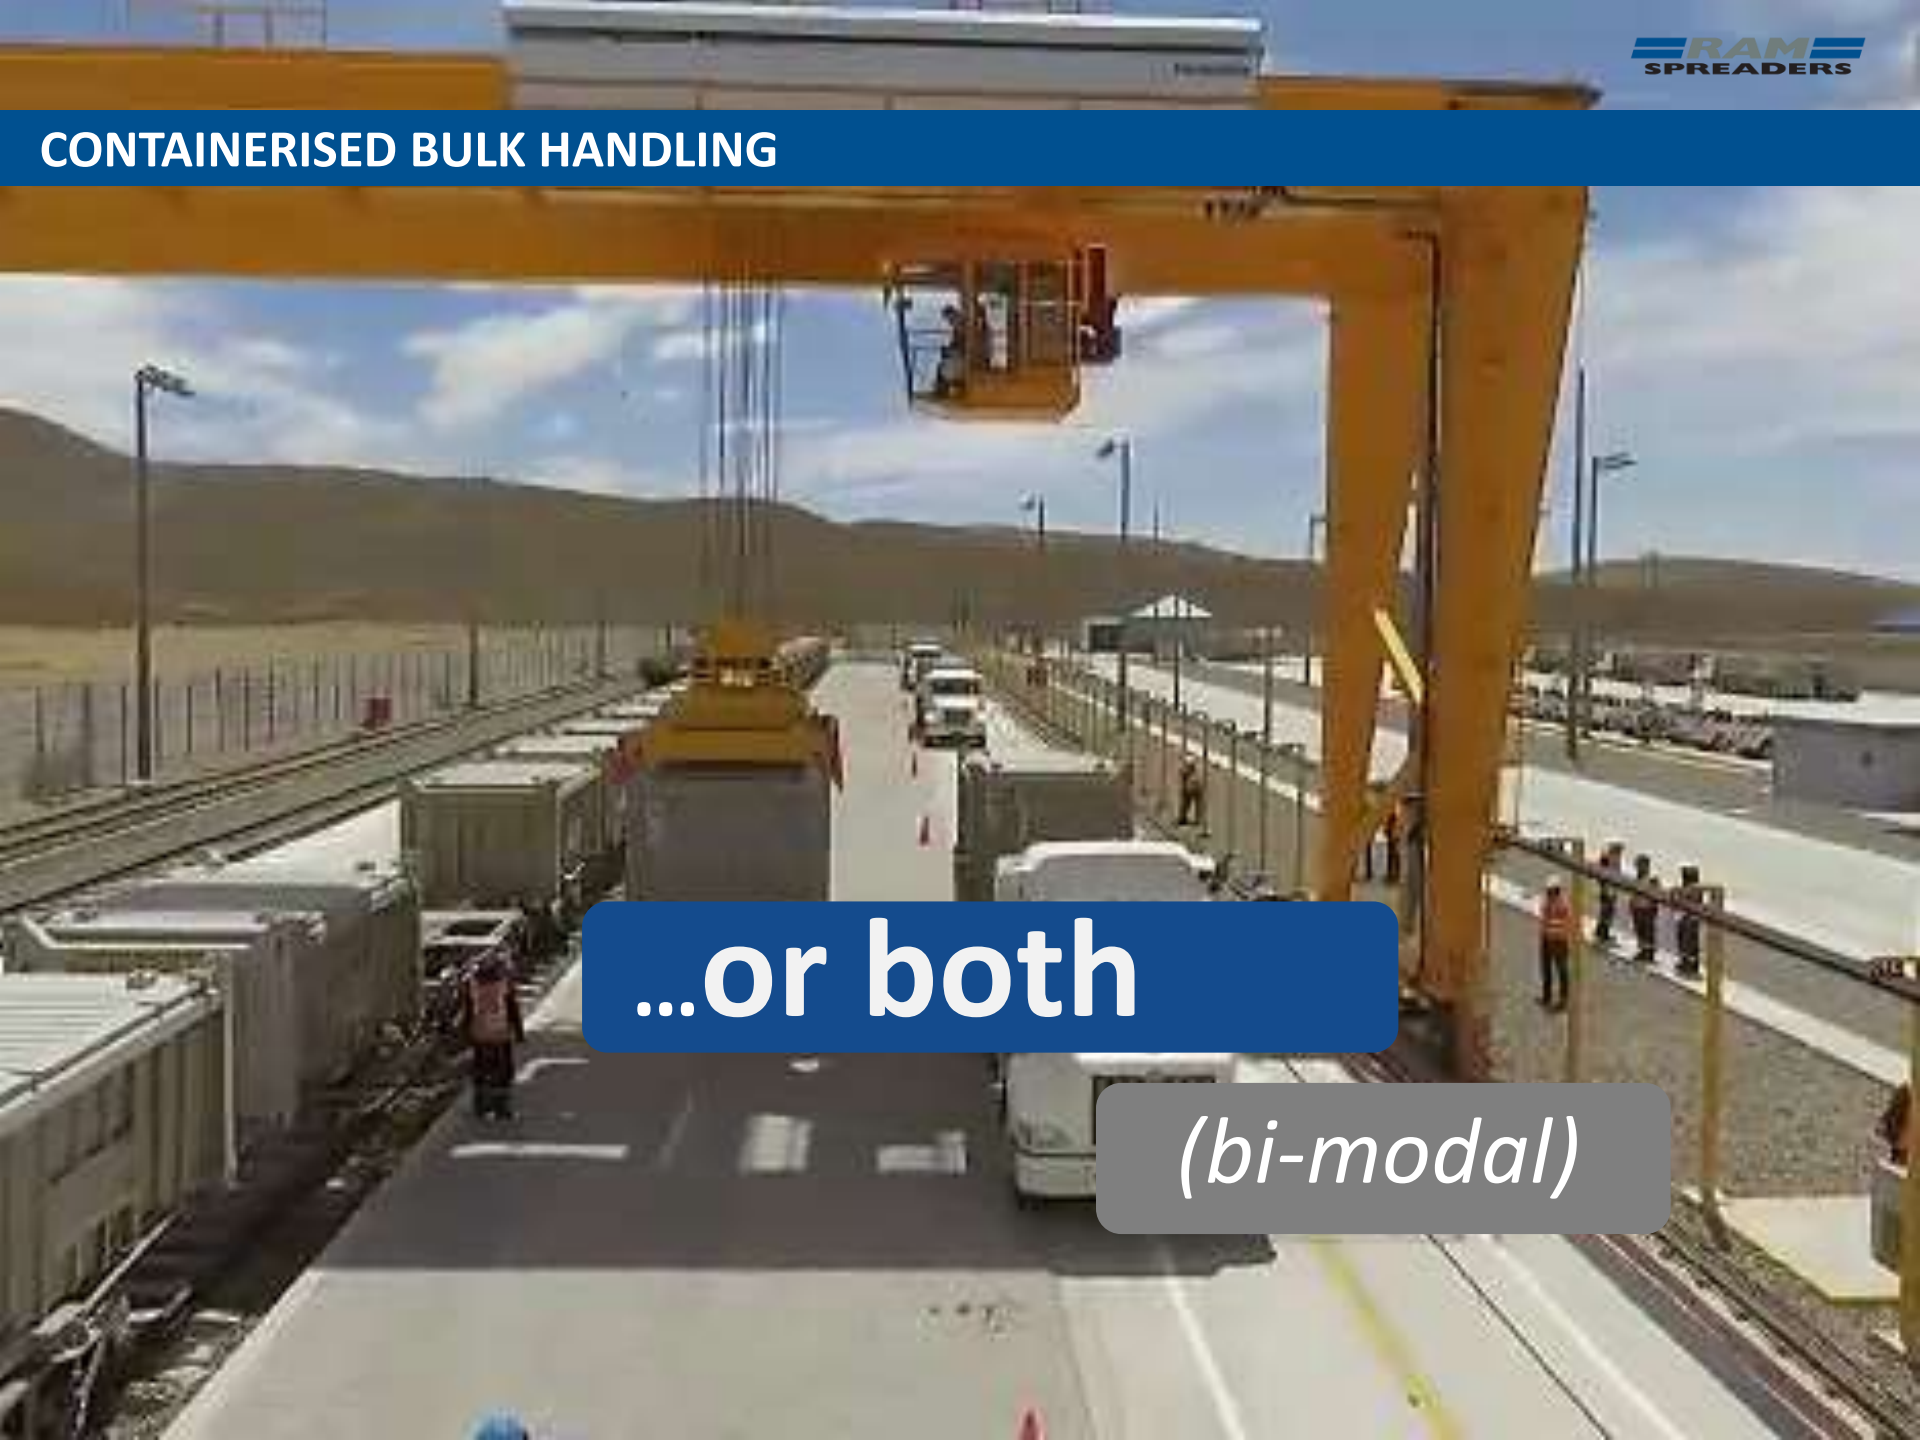 RAM
SPREADERS
CONTAINERISED BULK HANDLING
...or both
(bi-modal)